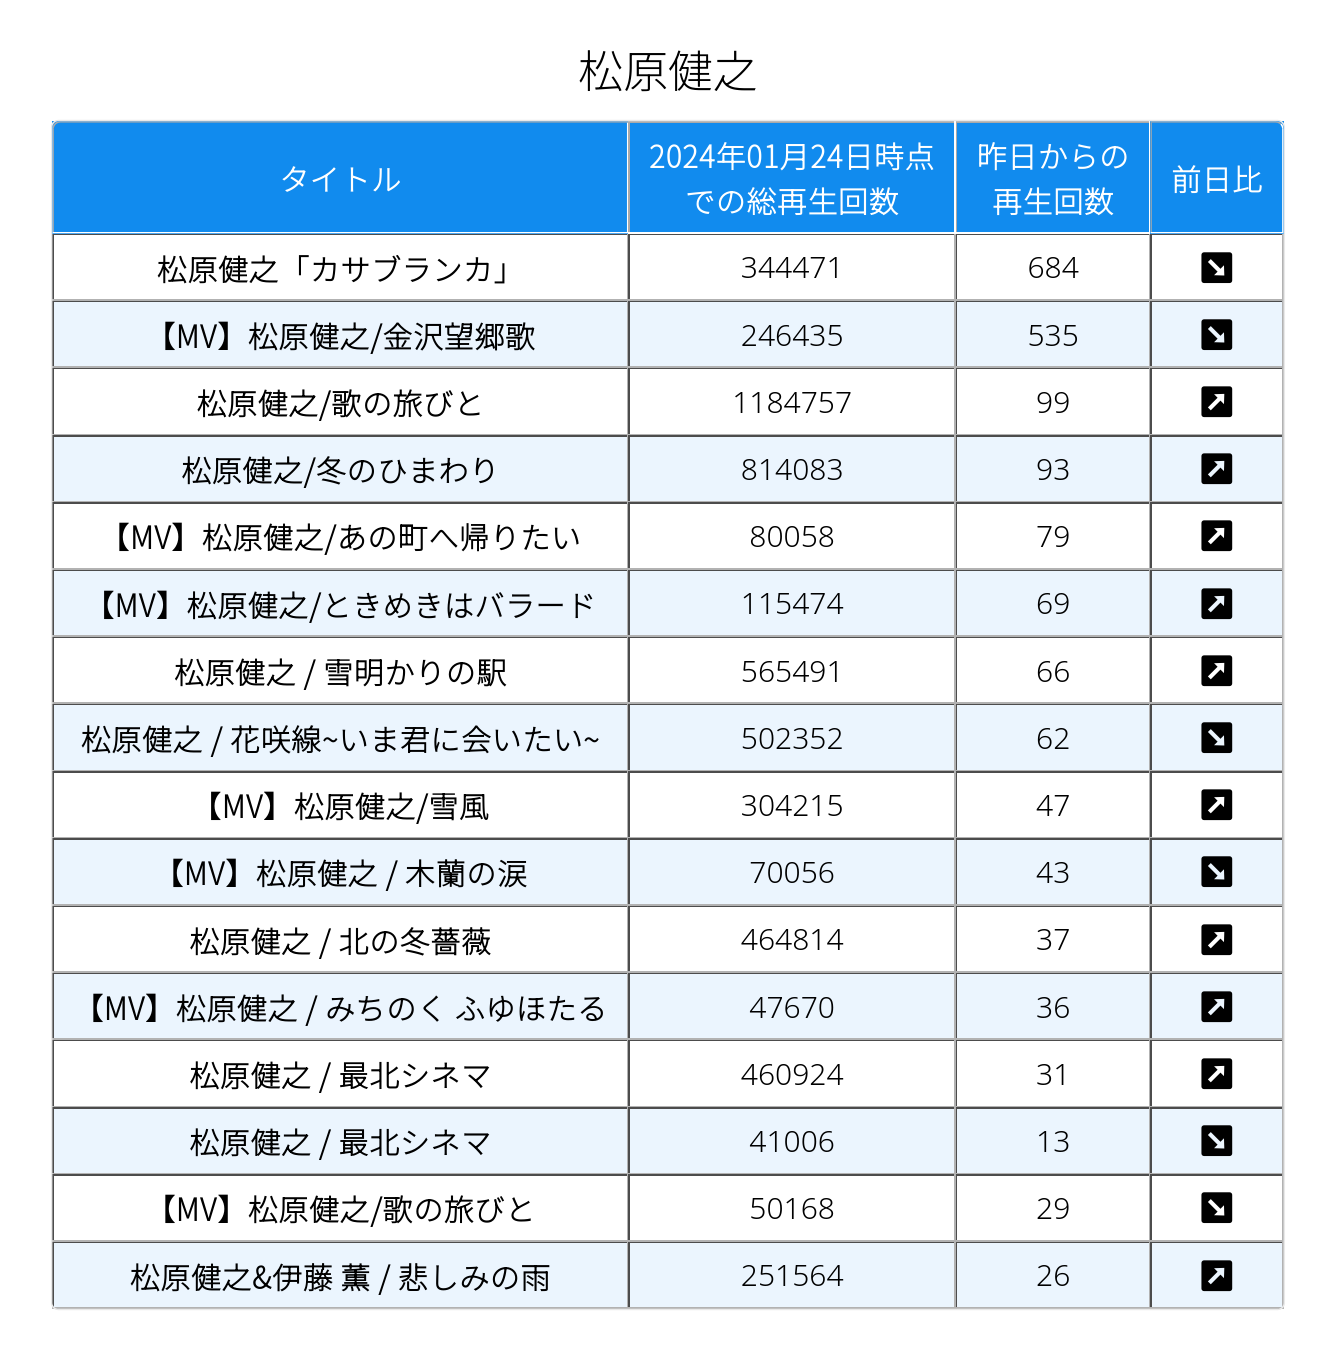 松原健之
タイトル 2024年01月24日時点 昨日からの 前日比
での総再生回数 再生回数
松原健之「カサブランカ」 344471 684 ↘
【MV】松原健之/金沢望郷歌 246435 535 ↘
松原健之/歌の旅びと 1184757 99 ↗
松原健之/冬のひまわり 814083 93 ↗
【MV】松原健之/あの町へ帰りたい 80058 79 ↗
【MV】松原健之/ときめきはバラード 115474 69 ↗
松原健之 / 雪明かりの駅 565491 66 ↗
松原健之 / 花咲線~いま君に会いたい~ 502352 62 ↘
【MV】松原健之/雪風 304215 47 ↗
【MV】松原健之 / 木蘭の涙 70056 43 ↘
松原健之 / 北の冬薔薇 464814 37 ↗
【MV】松原健之 / みちのく ふゆほたる 47670 36 ↗
松原健之 / 最北シネマ 460924 31 ↗
松原健之 / 最北シネマ 41006 13 ↘
【MV】松原健之/歌の旅びと 50168 29 ↘
松原健之&伊藤 薫 / 悲しみの雨 251564 26 ↗